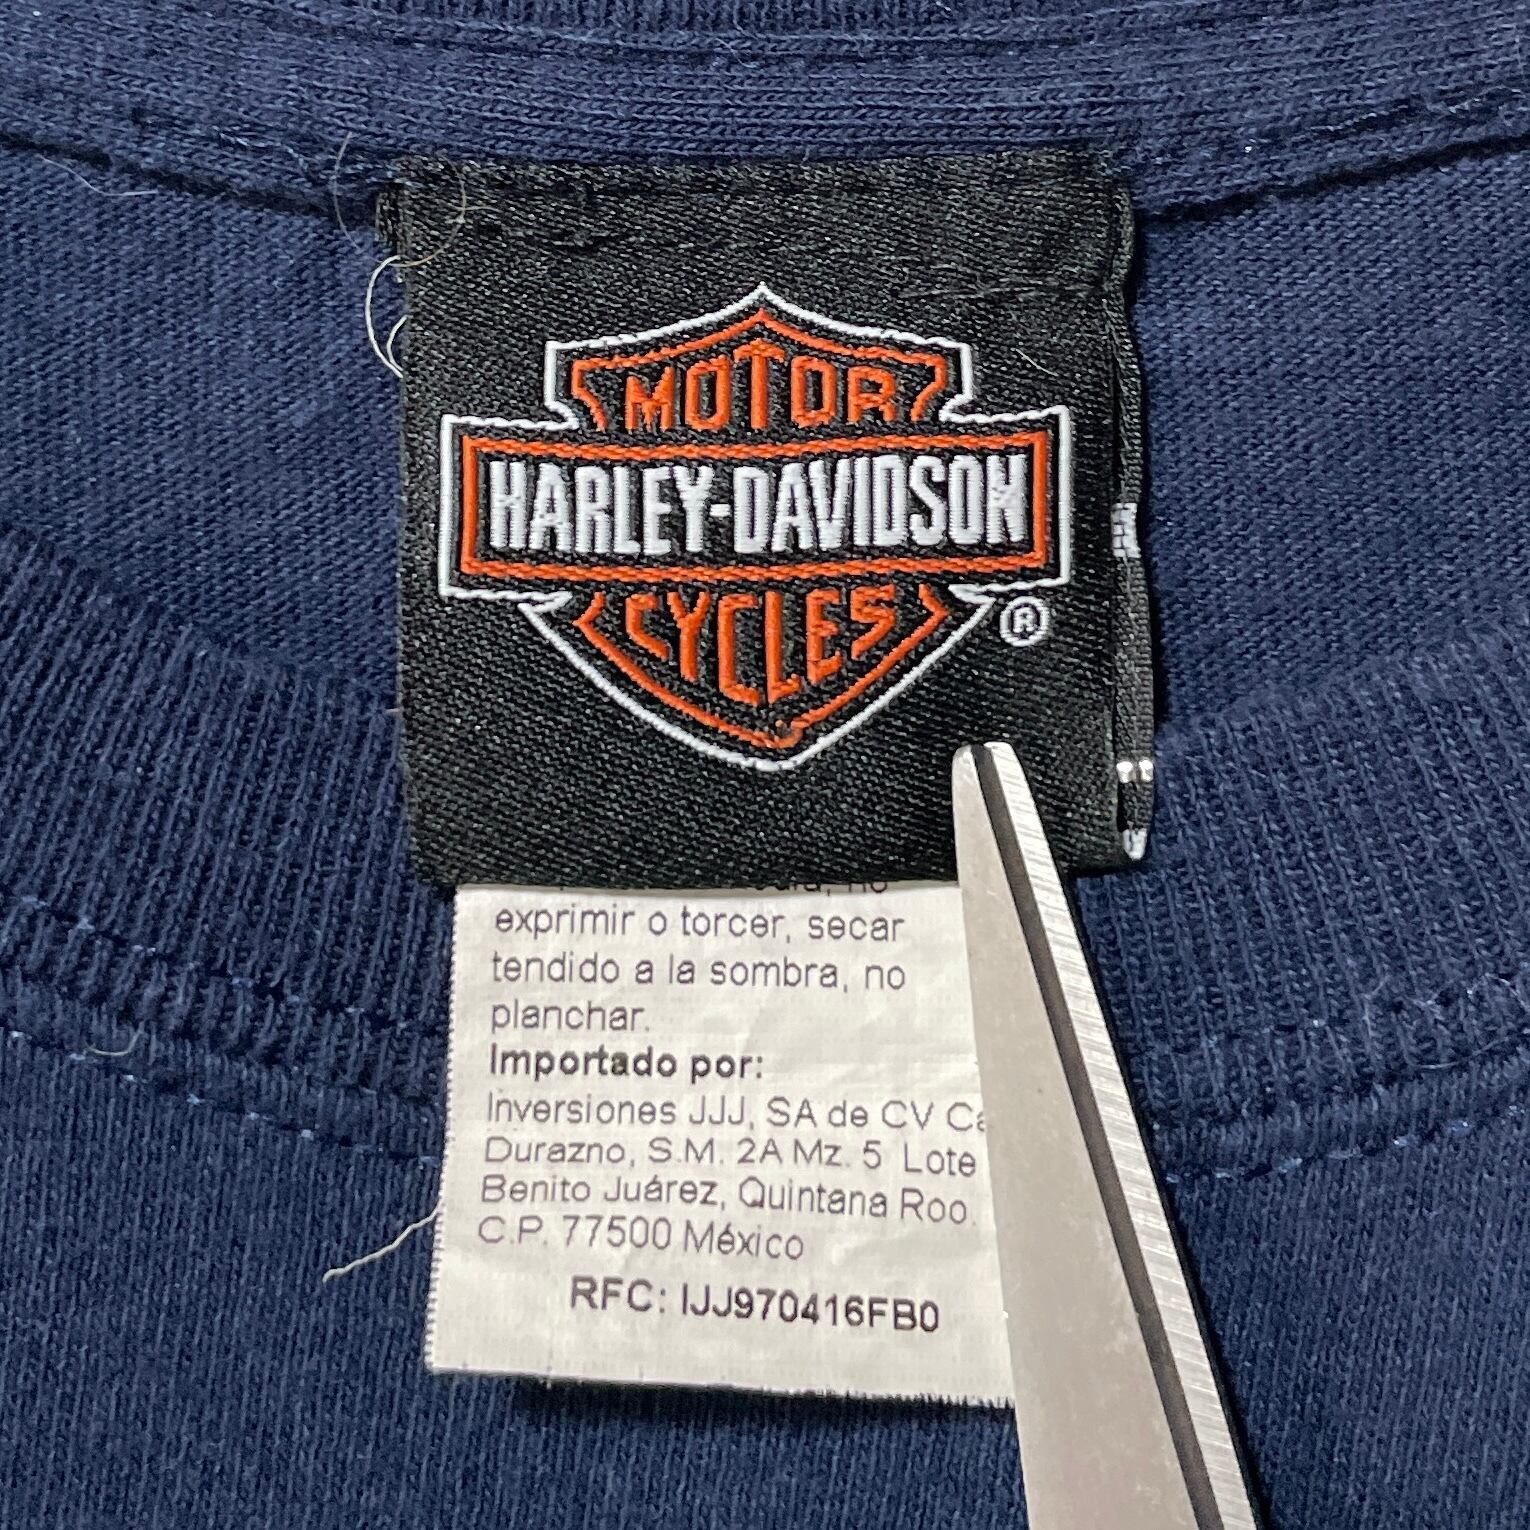 MOTOR
HARLEY-DAVIDSON
CYCLES
®
exprimir o torcer, secar
tendido a la sombra, no
planchar.
Importado por:
Inversiones JJJ, SA de CV
Durazno, S.M. 2A Mz. 5 Lote
Benito Juárez, Quintana Roo.
C.P. 77500 México
RFC: IJJ970416FB0